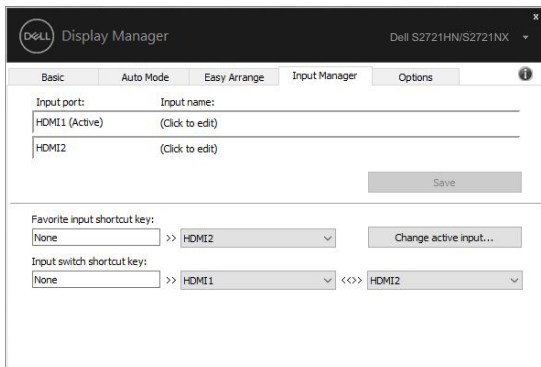 x
DELL Display Manager Dell S2721HN/S2721NX
Basic Auto Mode Easy Arrange Input Manager Options i
Input port: Input name:
HDMI1 (Active) (Click to edit)
HDMI2 (Click to edit)
Save
Favorite input shortcut key:
None >> HDMI2 Change active input...
Input switch shortcut key:
None >> HDMI1 <<>> HDMI2